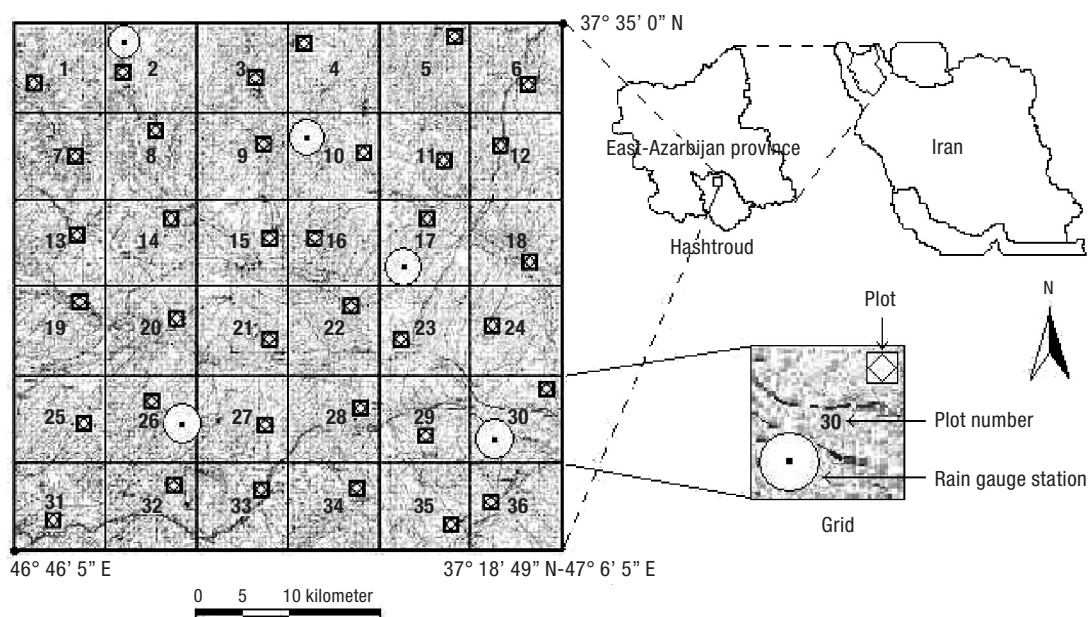 37° 35' 0" N
1 2 3 4 5 6
7 8 9 10 11 12
13 14 15 16 17 18
19 20 21 22 23 24
25 26 27 28 29 30
31 32 33 34 35 36
46° 46' 5" E
37° 18' 49" N-47° 6' 5" E
0 5 10 kilometer
East-Azarbijan province
Iran
Hashtroud
Plot
N
30
Plot number
Rain gauge station
Grid